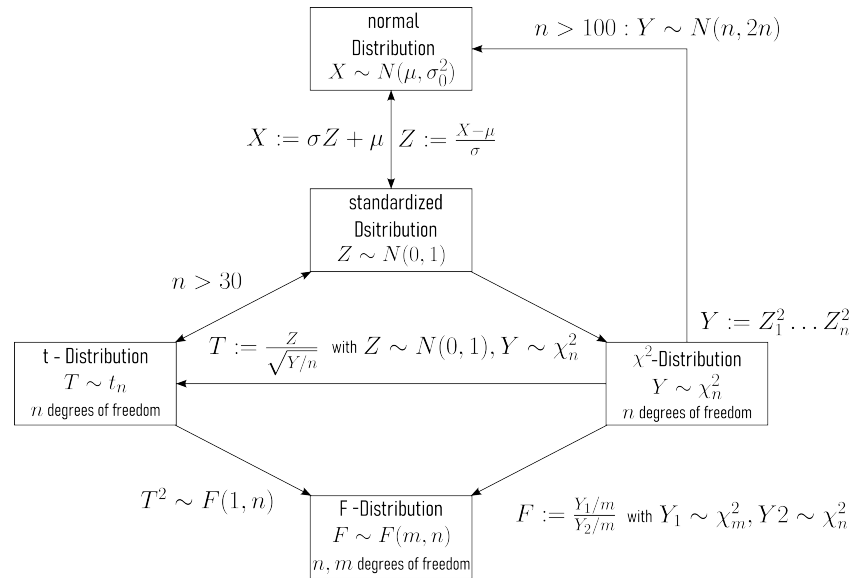 normal
Distribution
X ∼ N(μ, σ₀²)
n > 100 : Y ∼ N(n, 2n)
X := σZ + μ
Z := (X−μ)/σ
standardized
Dsitribution
Z ∼ N(0, 1)
n > 30
Y := Z₁² … Zₙ²
t - Distribution
T ∼ tₙ
n degrees of freedom
T := Z/√(Y/n) with Z ∼ N(0, 1), Y ∼ χₙ²
χ²-Distribution
Y ∼ χₙ²
n degrees of freedom
T² ∼ F(1, n)
F -Distribution
F ∼ F(m, n)
n, m degrees of freedom
F := (Y₁/m)/(Y₂/m) with Y₁ ∼ χₘ², Y2 ∼ χₙ²